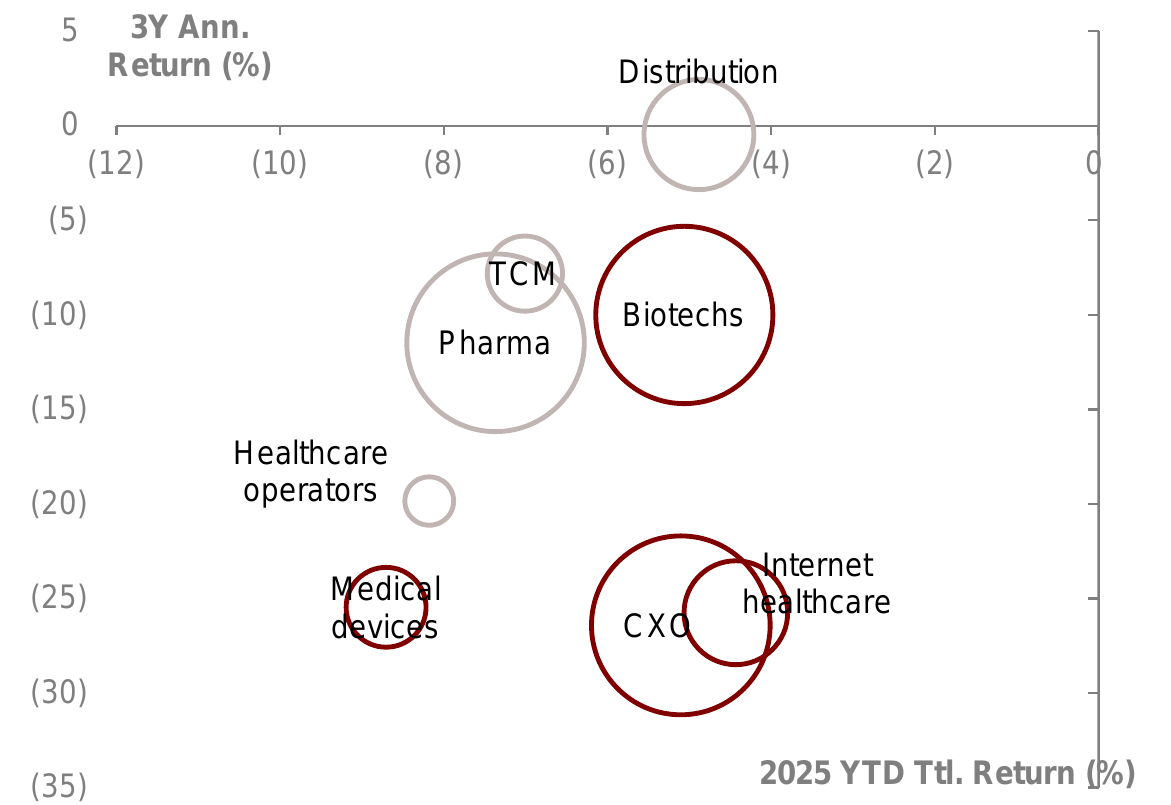 5
3Y Ann.
Return (%)
Distribution
0
(12)
(10)
(8)
(6)
(4)
(2)
0
(5)
TCM
(10)
Biotechs
Pharma
(15)
Healthcare
operators
(20)
Internet
healthcare
(25)
Medical
devices
CXO
(30)
2025 YTD Ttl. Return (%)
(35)